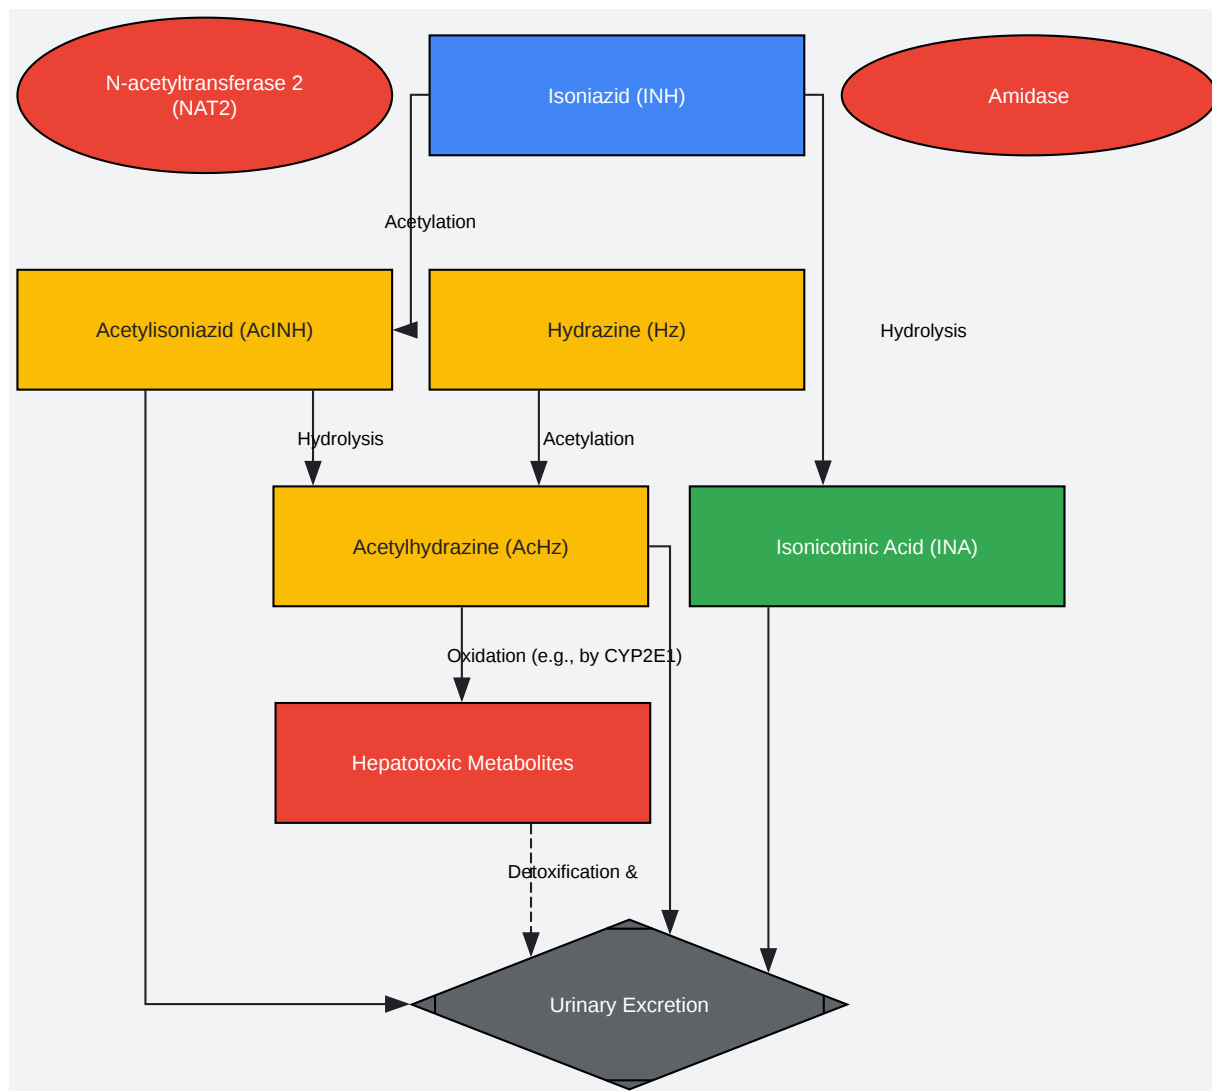 N-acetyltransferase 2
(NAT2)
Isoniazid (INH)
Amidase
Acetylation
Acetylisoniazid (AcINH)
Hydrazine (Hz)
Hydrolysis
Hydrolysis
Acetylation
Acetylhydrazine (AcHz)
Isonicotinic Acid (INA)
Oxidation (e.g., by CYP2E1)
Hepatotoxic Metabolites
Detoxification &
Urinary Excretion